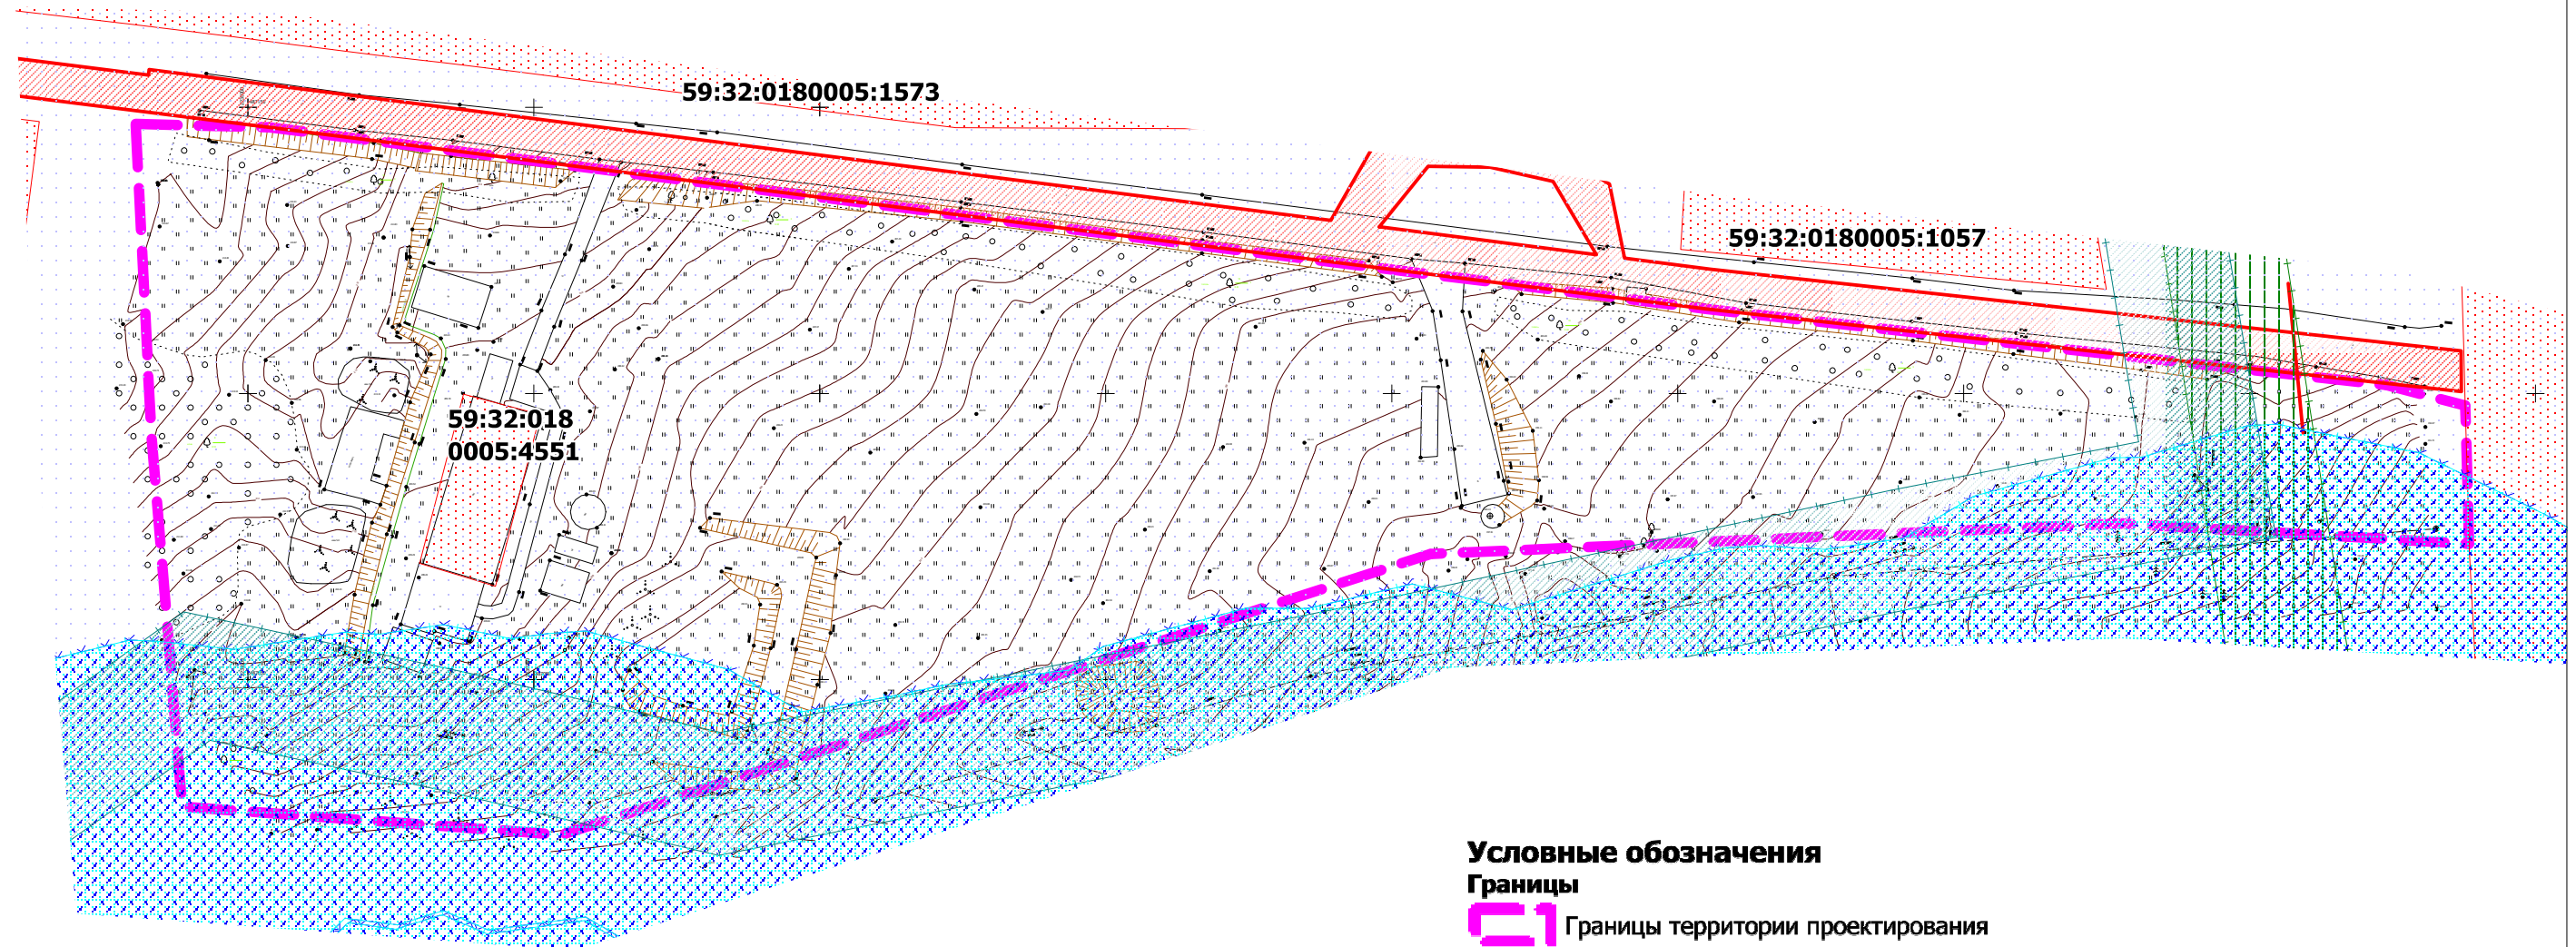 59:32:0180005:1573
59:32:0180005:1057
59:32:018
0005:4551
Условные обозначения
Границы
Границы территории проектирования